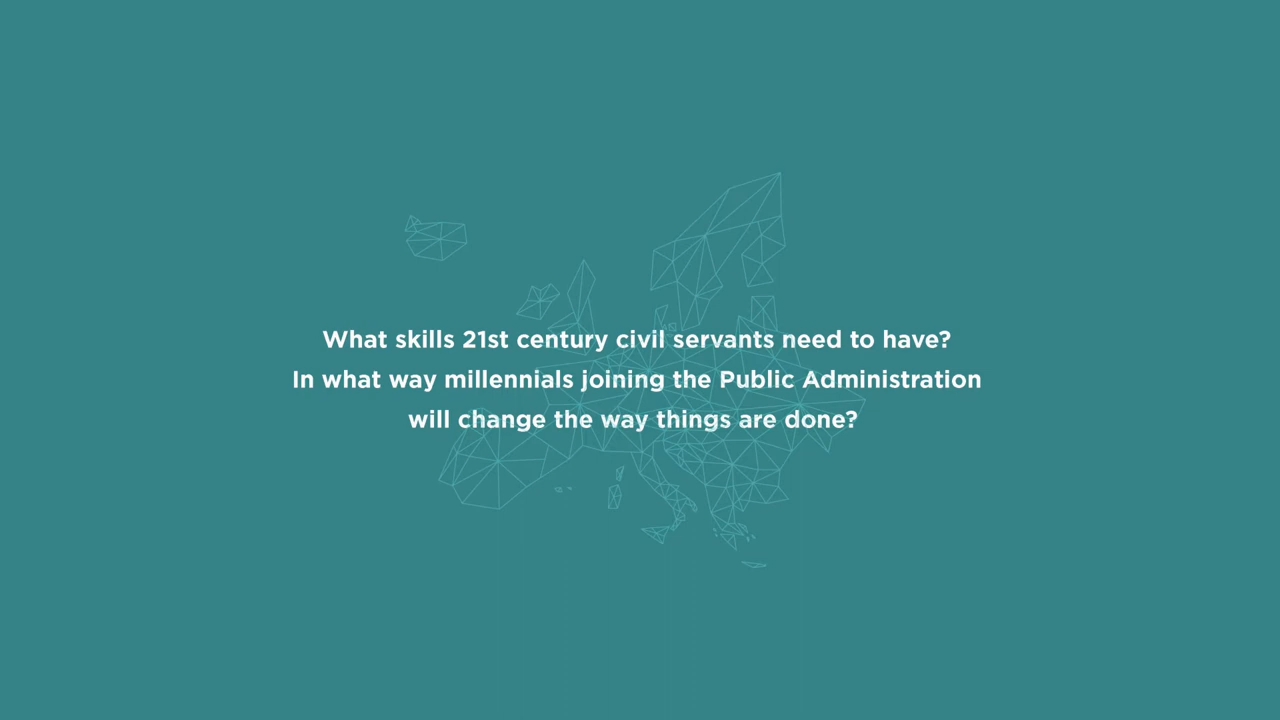 What skills 21st century civil servants need to have?
In what way millennials joining the Public Administration
will change the way things are done?